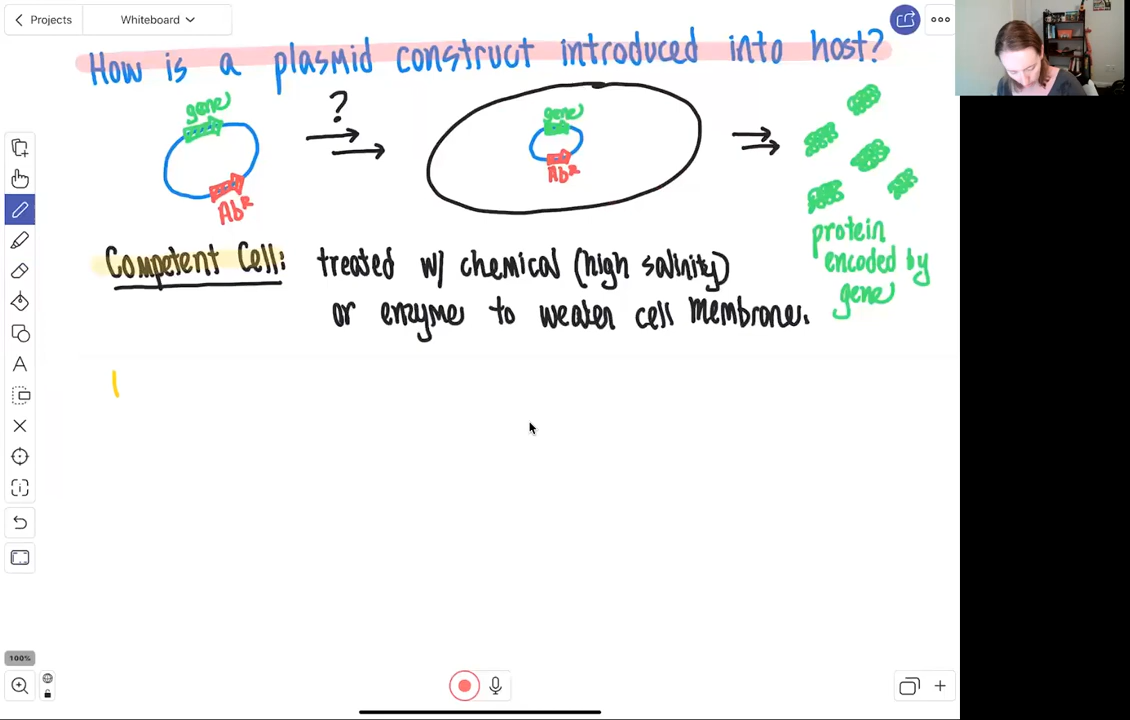 Projects
Whiteboard
How is a plasmid construct introduced into host?
gene
?
gene
Abᴿ
Abᴿ
protein
encoded by
gene
Competent Cell: treated w/ chemical (high salinity)
or enzyme to weaken cell membrane.
A
100%